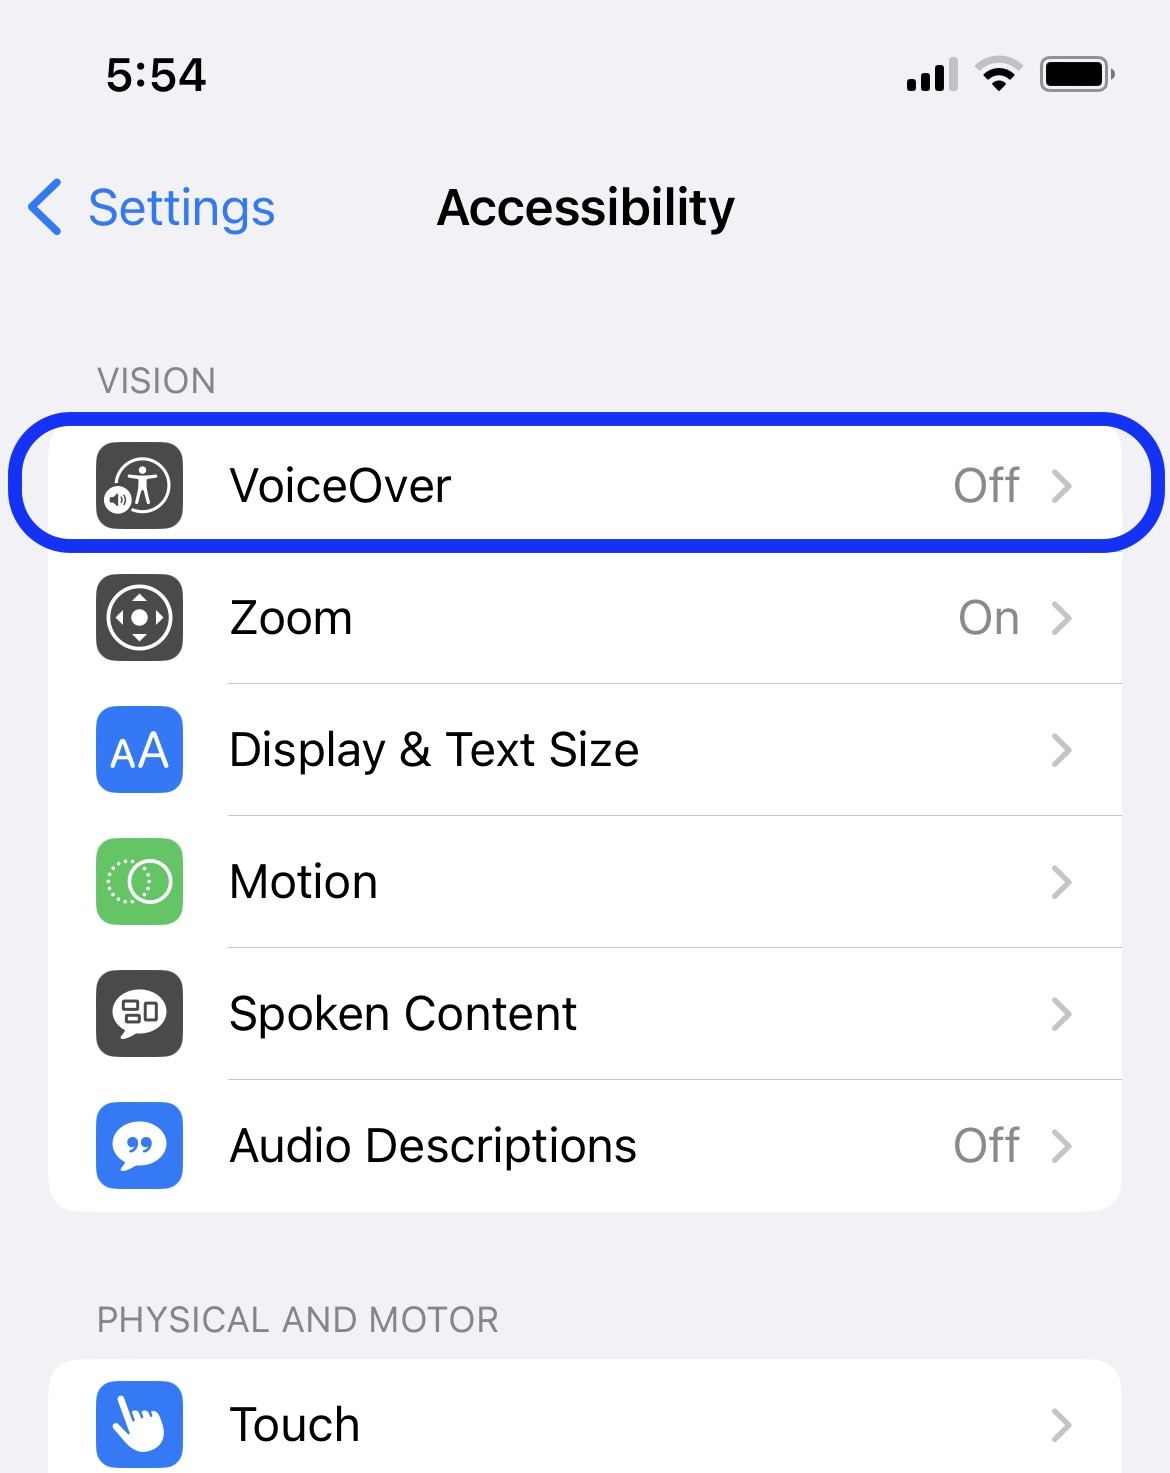 5:54
Settings
Accessibility
VISION
VoiceOver Off
Zoom On
AA Display & Text Size
Motion
Spoken Content
Audio Descriptions Off
PHYSICAL AND MOTOR
Touch